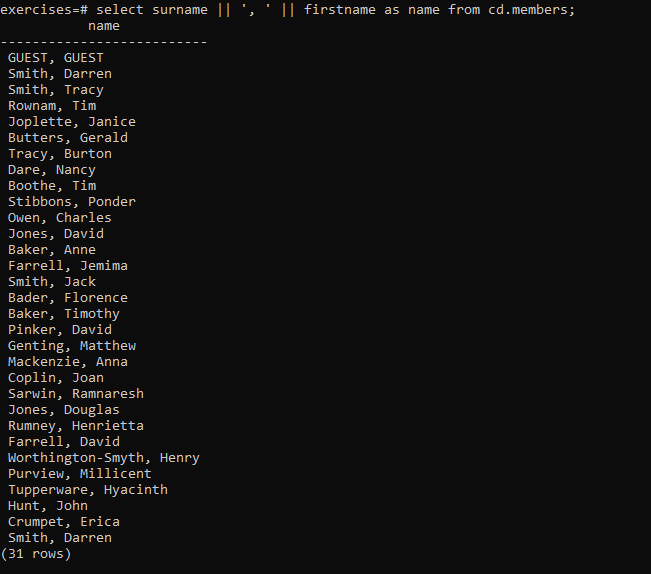 exercises=# select surname || ', ' || firstname as name from cd.members;
name
--------------------------
GUEST, GUEST
Smith, Darren
Smith, Tracy
Rownam, Tim
Joplette, Janice
Butters, Gerald
Tracy, Burton
Dare, Nancy
Boothe, Tim
Stibbons, Ponder
Owen, Charles
Jones, David
Baker, Anne
Farrell, Jemima
Smith, Jack
Bader, Florence
Baker, Timothy
Pinker, David
Genting, Matthew
Mackenzie, Anna
Coplin, Joan
Sarwin, Ramnaresh
Jones, Douglas
Rumney, Henrietta
Farrell, David
Worthington-Smyth, Henry
Purview, Millicent
Tupperware, Hyacinth
Hunt, John
Crumpet, Erica
Smith, Darren
(31 rows)